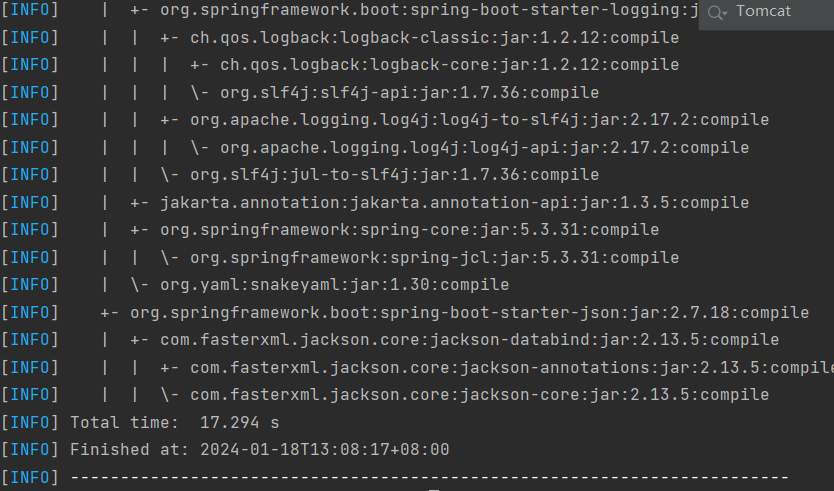 [INFO]    |  +- org.springframework.boot:spring-boot-starter-logging:j
Tomcat
[INFO]    |  |  +- ch.qos.logback:logback-classic:jar:1.2.12:compile
[INFO]    |  |  |  +- ch.qos.logback:logback-core:jar:1.2.12:compile
[INFO]    |  |  |  \- org.slf4j:slf4j-api:jar:1.7.36:compile
[INFO]    |  |  +- org.apache.logging.log4j:log4j-to-slf4j:jar:2.17.2:compile
[INFO]    |  |  |  \- org.apache.logging.log4j:log4j-api:jar:2.17.2:compile
[INFO]    |  |  \- org.slf4j:jul-to-slf4j:jar:1.7.36:compile
[INFO]    |  +- jakarta.annotation:jakarta.annotation-api:jar:1.3.5:compile
[INFO]    |  +- org.springframework:spring-core:jar:5.3.31:compile
[INFO]    |  |  \- org.springframework:spring-jcl:jar:5.3.31:compile
[INFO]    |  \- org.yaml:snakeyaml:jar:1.30:compile
[INFO]    +- org.springframework.boot:spring-boot-starter-json:jar:2.7.18:compile
[INFO]    |  +- com.fasterxml.jackson.core:jackson-databind:jar:2.13.5:compile
[INFO]    |  |  +- com.fasterxml.jackson.core:jackson-annotations:jar:2.13.5:compile
[INFO]    |  |  \- com.fasterxml.jackson.core:jackson-core:jar:2.13.5:compile
[INFO] Total time:  17.294 s
[INFO] Finished at: 2024-01-18T13:08:17+08:00
[INFO] ------------------------------------------------------------------------